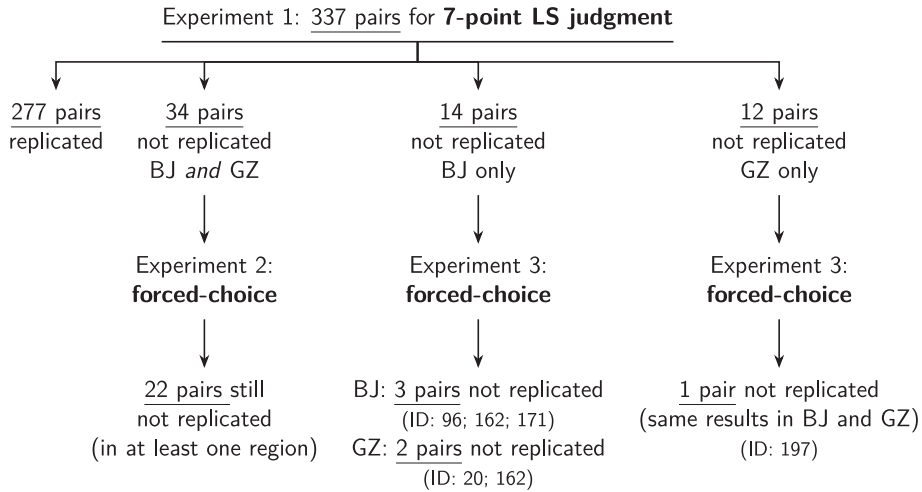 Experiment 1: 337 pairs for 7-point LS judgment
277 pairs
replicated
34 pairs
not replicated
BJ and GZ
14 pairs
not replicated
BJ only
12 pairs
not replicated
GZ only
Experiment 2:
forced-choice
Experiment 3:
forced-choice
Experiment 3:
forced-choice
22 pairs still
not replicated
(in at least one region)
BJ: 3 pairs not replicated
(ID: 96; 162; 171)
GZ: 2 pairs not replicated
(ID: 20; 162)
1 pair not replicated
(same results in BJ and GZ)
(ID: 197)